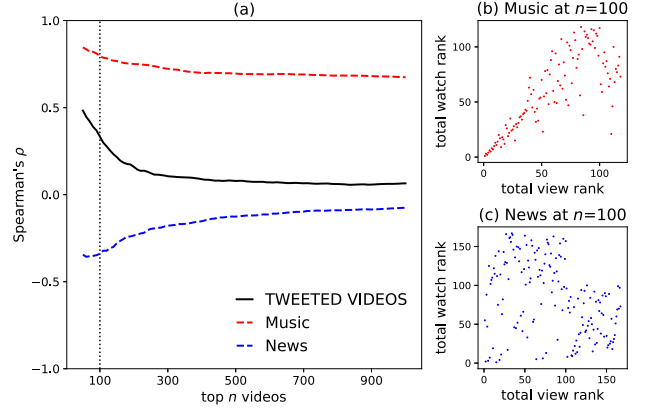 (a)
1.0
0.5
0.0
−0.5
−1.0
Spearman's ρ
100
300
500
700
900
top n videos
TWEETED VIDEOS
Music
News
(b) Music at n=100
100
50
0
total watch rank
0
50
100
total view rank
(c) News at n=100
150
100
50
0
total watch rank
0
50
100
150
total view rank